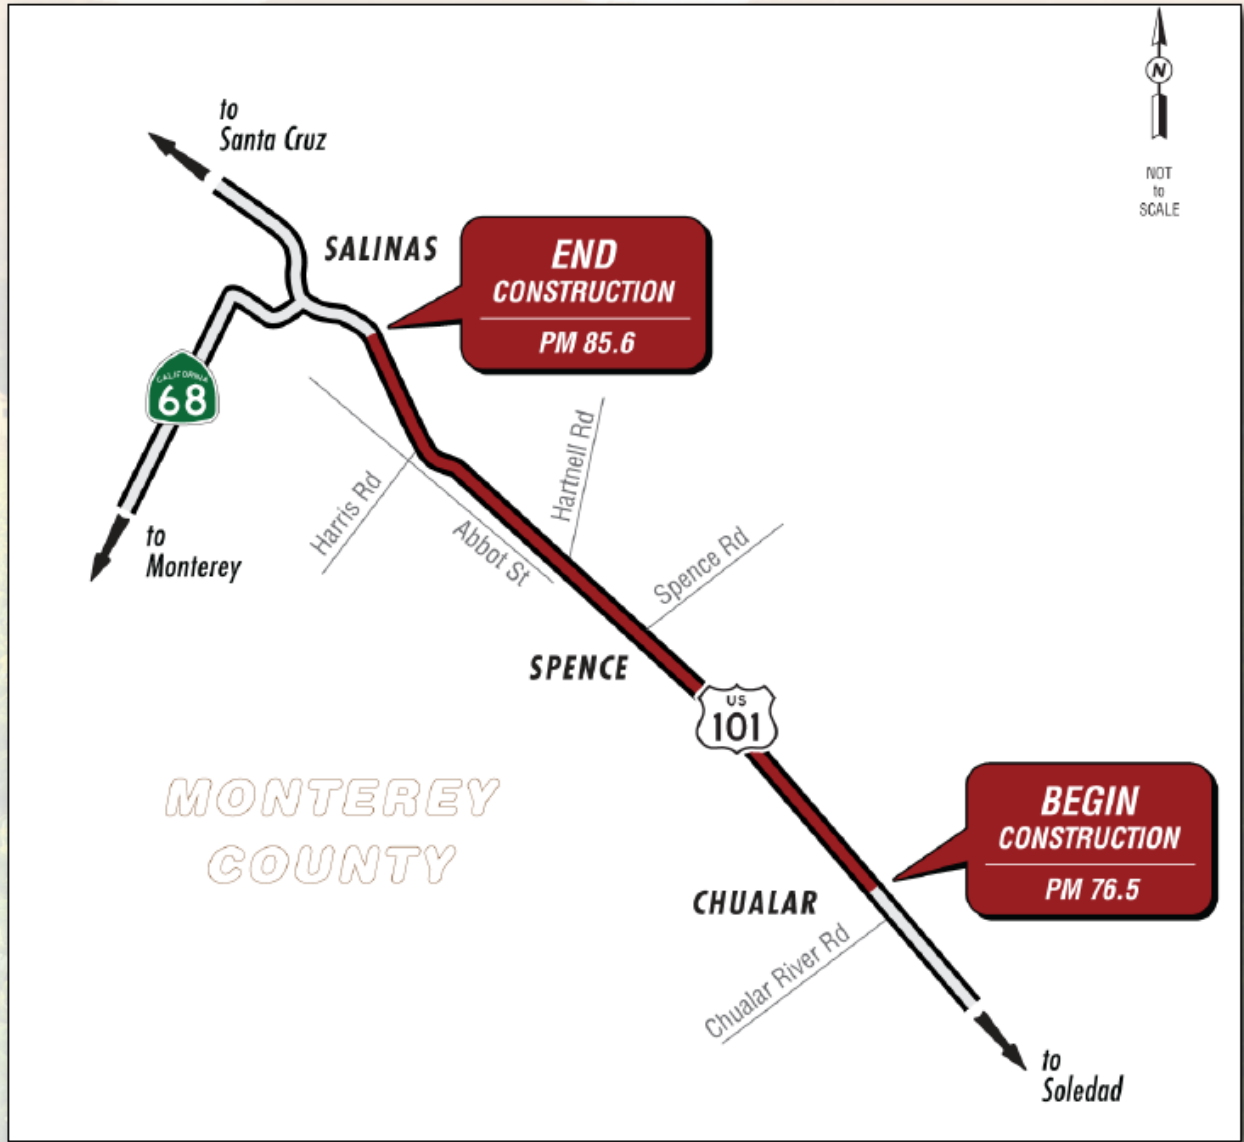 N
NOT
to
SCALE
to
Santa Cruz
SALINAS
END
CONSTRUCTION
PM 85.6
CALIFORNIA
68
to
Monterey
Harris Rd
Abbot St
Hartnell Rd
Spence Rd
SPENCE
US
101
MONTEREY
COUNTY
BEGIN
CONSTRUCTION
PM 76.5
CHUALAR
Chualar River Rd
to
Soledad